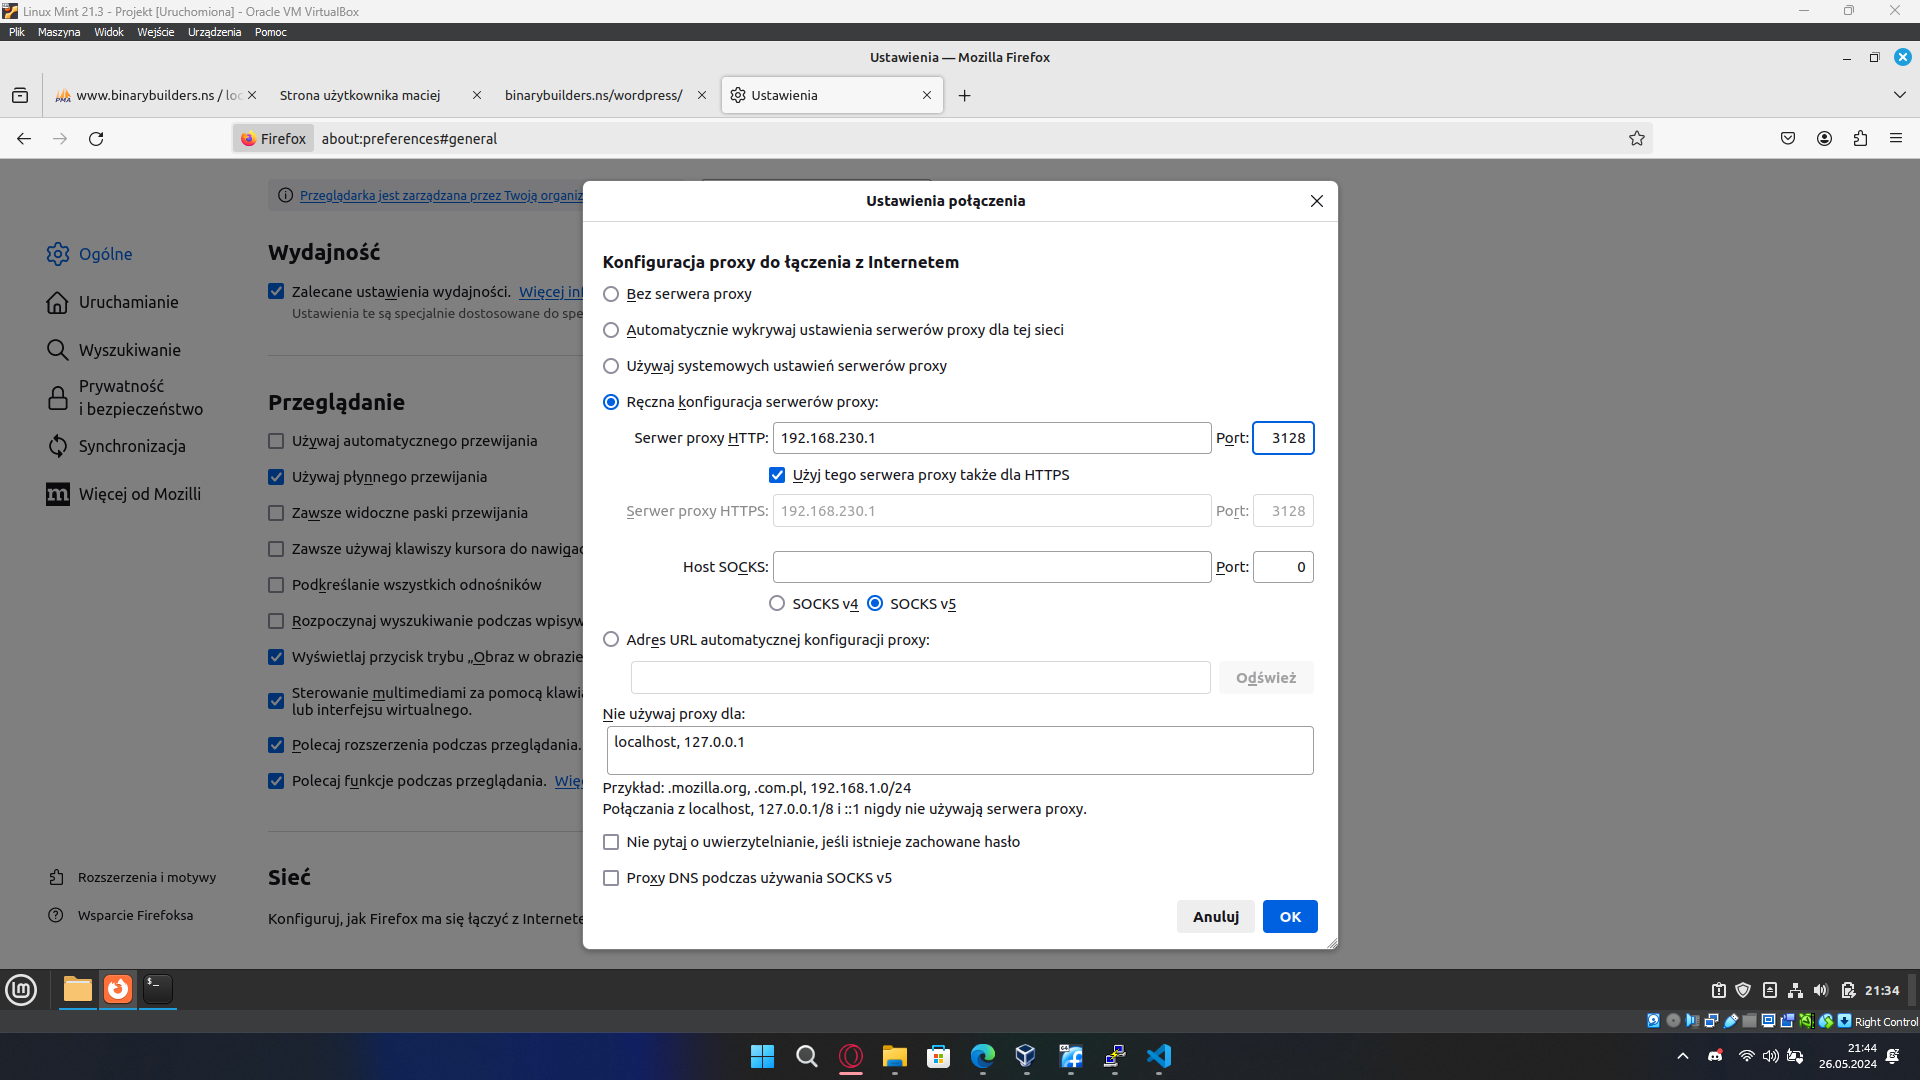 Linux Mint 21.3 - Projekt [Uruchomiona] - Oracle VM VirtualBox
Plik Maszyna Widok Wejście Urządzenia Pomoc
Ustawienia — Mozilla Firefox
www.binarybuilders.ns / loc
Strona użytkownika maciej
binarybuilders.ns/wordpress/
Ustawienia
Firefox
about:preferences#general
Przeglądarka jest zarządzana przez Twoją organiz
Ogólne
Uruchamianie
Wyszukiwanie
Prywatność
i bezpieczeństwo
Synchronizacja
Więcej od Mozilli
Rozszerzenia i motywy
Wsparcie Firefoksa
Wydajność
Zalecane ustawienia wydajności. Więcej inf
Ustawienia te są specjalnie dostosowane do spe
Przeglądanie
Używaj automatycznego przewijania
Używaj płynnego przewijania
Zawsze widoczne paski przewijania
Zawsze używaj klawiszy kursora do nawigac
Podkreślanie wszystkich odnośników
Rozpoczynaj wyszukiwanie podczas wpisyw
Wyświetlaj przycisk trybu „Obraz w obrazie
Sterowanie multimediami za pomocą klawia
lub interfejsu wirtualnego.
Polecaj rozszerzenia podczas przeglądania.
Polecaj funkcje podczas przeglądania. Wię
Sieć
Konfiguruj, jak Firefox ma się łączyć z Internete
Ustawienia połączenia
Konfiguracja proxy do łączenia z Internetem
Bez serwera proxy
Automatycznie wykrywaj ustawienia serwerów proxy dla tej sieci
Używaj systemowych ustawień serwerów proxy
Ręczna konfiguracja serwerów proxy:
Serwer proxy HTTP: 192.168.230.1 Port: 3128
Użyj tego serwera proxy także dla HTTPS
Serwer proxy HTTPS: 192.168.230.1 Port: 3128
Host SOCKS: Port: 0
SOCKS v4 SOCKS v5
Adres URL automatycznej konfiguracji proxy:
Odśwież
Nie używaj proxy dla:
localhost, 127.0.0.1
Przykład: .mozilla.org, .com.pl, 192.168.1.0/24
Połączania z localhost, 127.0.0.1/8 i ::1 nigdy nie używają serwera proxy.
Nie pytaj o uwierzytelnianie, jeśli istnieje zachowane hasło
Proxy DNS podczas używania SOCKS v5
Anuluj OK
21:34
Right Control
21:44
26.05.2024